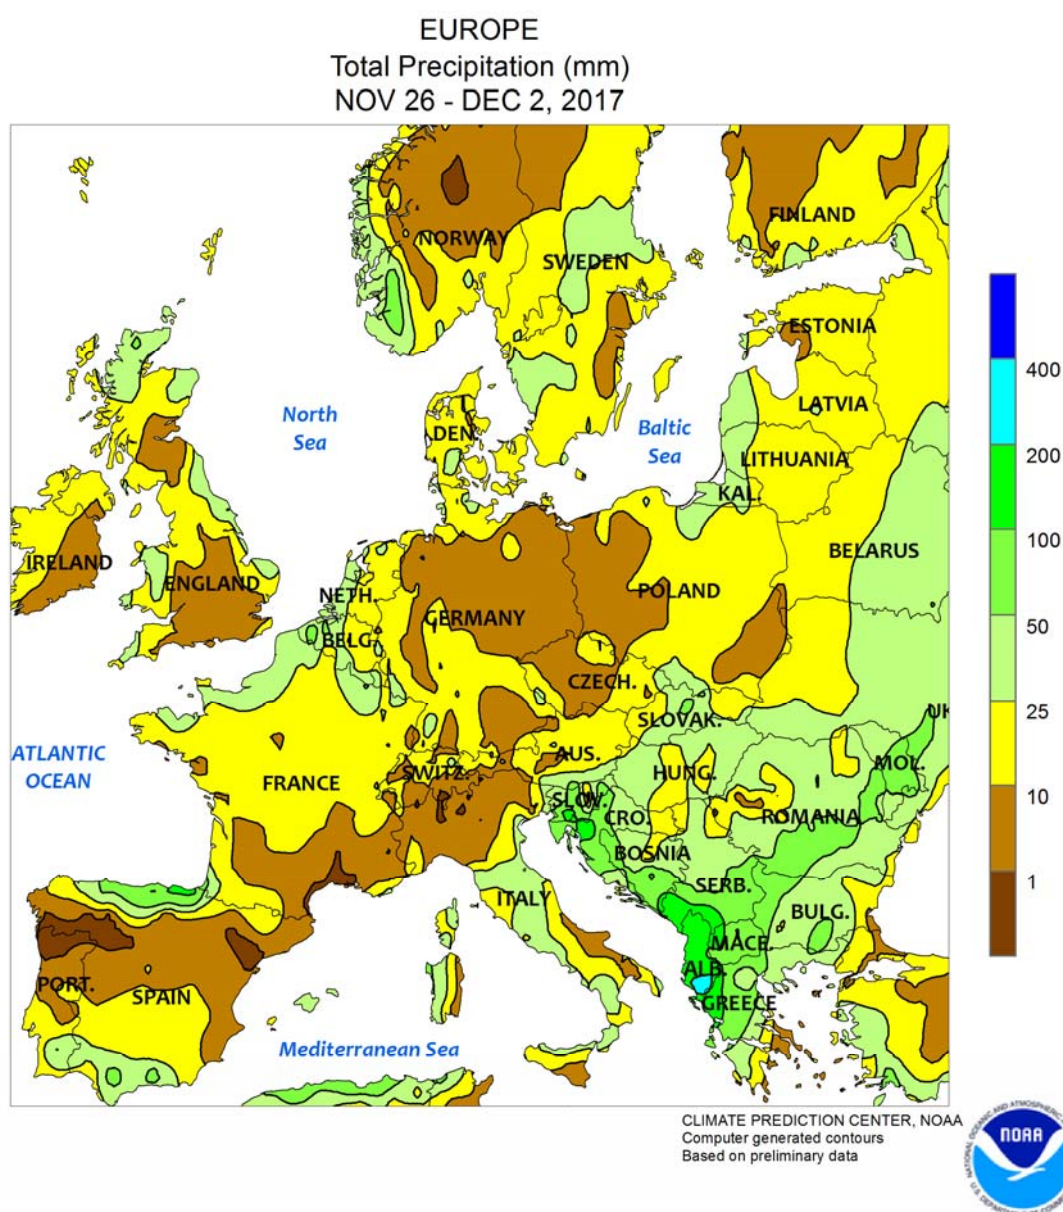 EUROPE
Total Precipitation (mm)
NOV 26 - DEC 2, 2017
FINLAND
NORWAY
SWEDEN
ESTONIA
North
Sea
Baltic
Sea
LATVIA
DEN.
LITHUANIA
KAL.
BELARUS
IRELAND
ENGLAND
NETH.
POLAND
GERMANY
BELG.
CZECH.
SLOVAK.
UK
ATLANTIC
OCEAN
FRANCE
SWITZ.
AUS.
HUNG.
MOL.
SLOV.
CRO.
ROMANIA
BOSNIA
SERB.
ITALY
BULG.
MACE.
ALB.
PORT.
SPAIN
GREECE
Mediterranean Sea
400
200
100
50
25
10
1
CLIMATE PREDICTION CENTER, NOAA
Computer generated contours
Based on preliminary data
NOAA